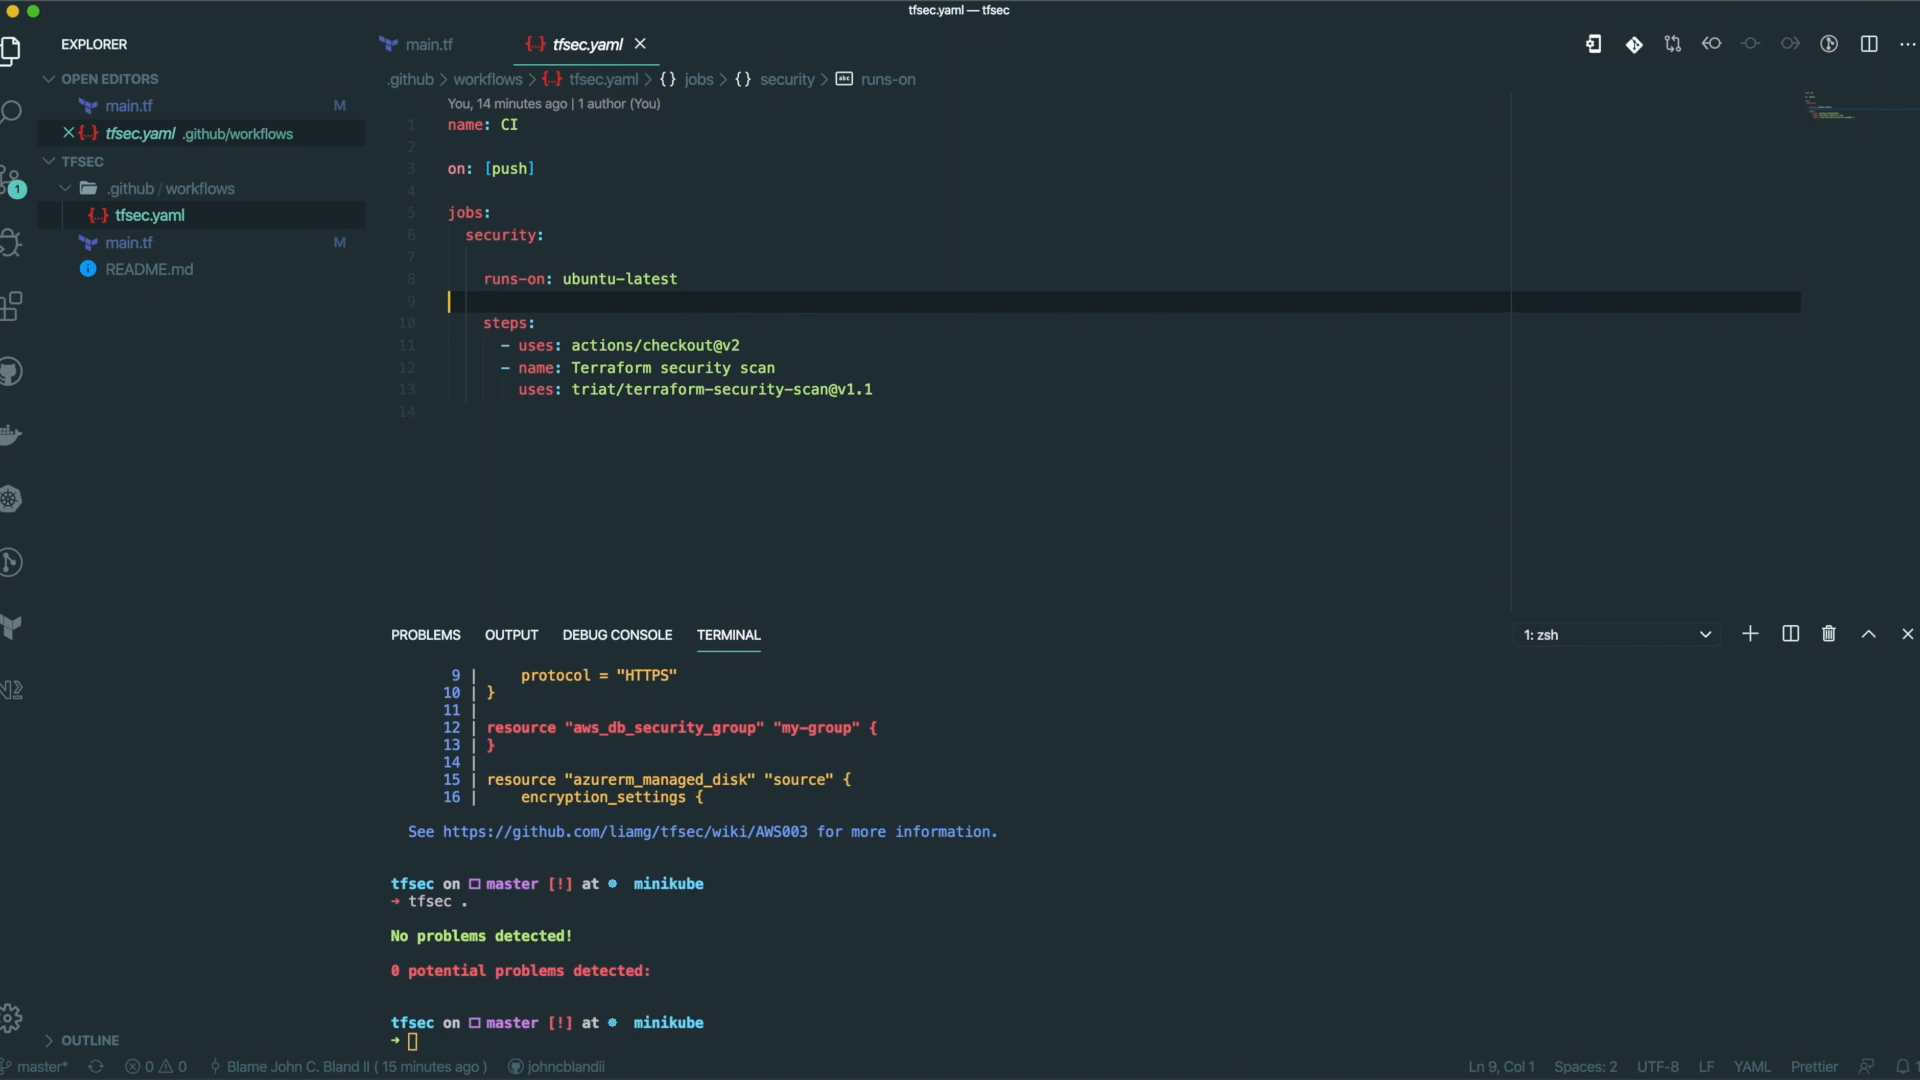 tfsec.yaml — tfsec
EXPLORER
OPEN EDITORS
main.tf M
tfsec.yaml .github/workflows
TFSEC
.github / workflows
tfsec.yaml
main.tf M
README.md
1
OUTLINE
main.tf
tfsec.yaml
.github > workflows > {..} tfsec.yaml > {} jobs > {} security > abc runs-on
You, 14 minutes ago | 1 author (You)
1 name: CI
2
3 on: [push]
4
5 jobs:
6 security:
7
8 runs-on: ubuntu-latest
9
10 steps:
11 - uses: actions/checkout@v2
12 - name: Terraform security scan
13 uses: triat/terraform-security-scan@v1.1
14
PROBLEMS OUTPUT DEBUG CONSOLE TERMINAL
1: zsh
9 | protocol = "HTTPS"
10 | }
11 |
12 | resource "aws_db_security_group" "my-group" {
13 | }
14 |
15 | resource "azurerm_managed_disk" "source" {
16 | encryption_settings {
See https://github.com/liamg/tfsec/wiki/AWS003 for more information.
tfsec on master [!] at ☸ minikube
➜ tfsec .
No problems detected!
0 potential problems detected:
tfsec on master [!] at ☸ minikube
➜
master* 0 0 Blame John C. Bland II ( 15 minutes ago ) johncblandii
Ln 9, Col 1 Spaces: 2 UTF-8 LF YAML Prettier